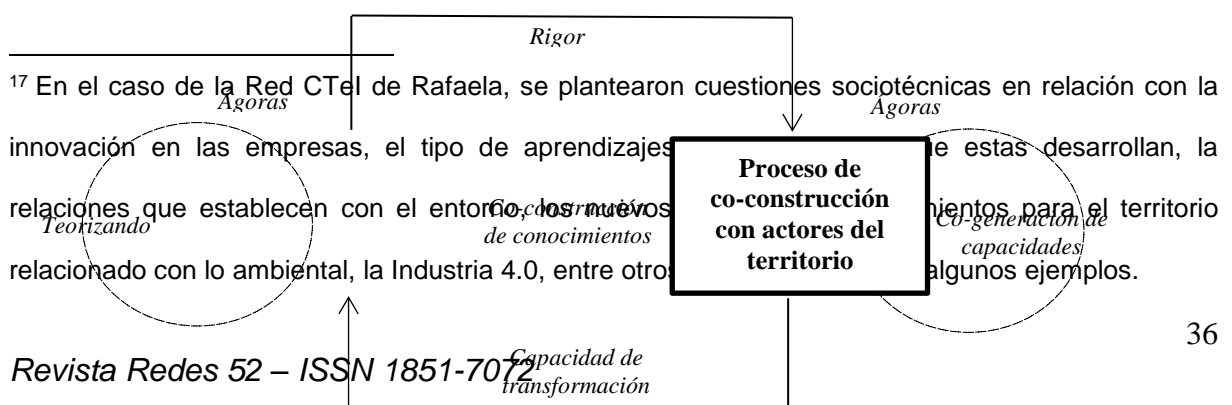 Rigor
17 En el caso de la Red CTeI de Rafaela, se plantearon cuestiones sociotécnicas en relación con la
Ágoras
Ágoras
innovación en las empresas, el tipo de aprendizajes estas desarrollan, la
Proceso de
co-construcción
con actores del
territorio
relaciones que establecen con el entorno, los nuevos para el territorio
Teorizando
Co-construcción
de conocimientos
Co-generación de
capacidades
relacionado con lo ambiental, la Industria 4.0, entre otros algunos ejemplos.
36
Revista Redes 52 – ISSN 1851-7072
Capacidad de
transformación